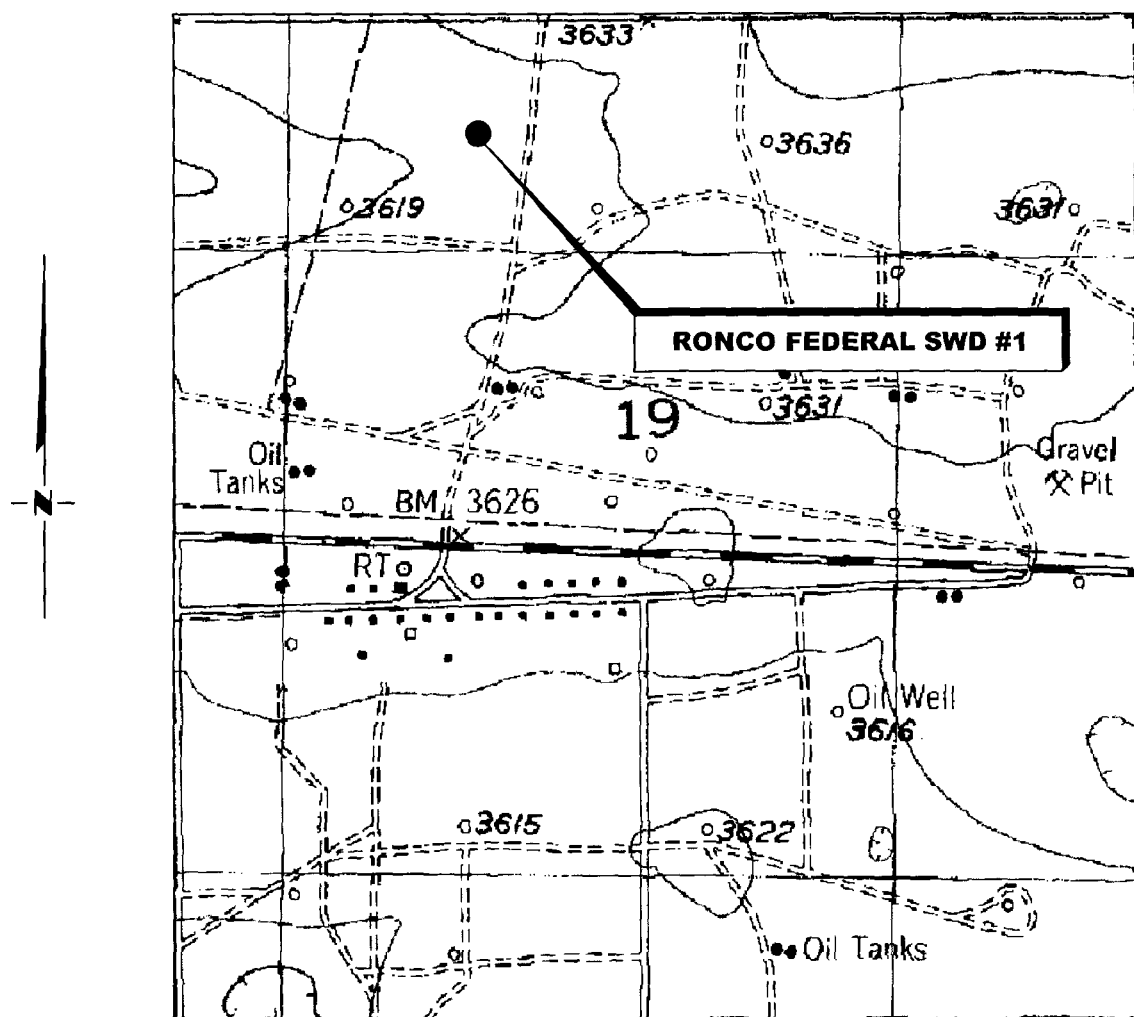 3633
3636
3619
3631
RONCO FEDERAL SWD #1
3631
19
Oil
Tanks
Gravel
Pit
BM 3626
N
RT
Oil Well
3616
3615
3622
Oil Tanks